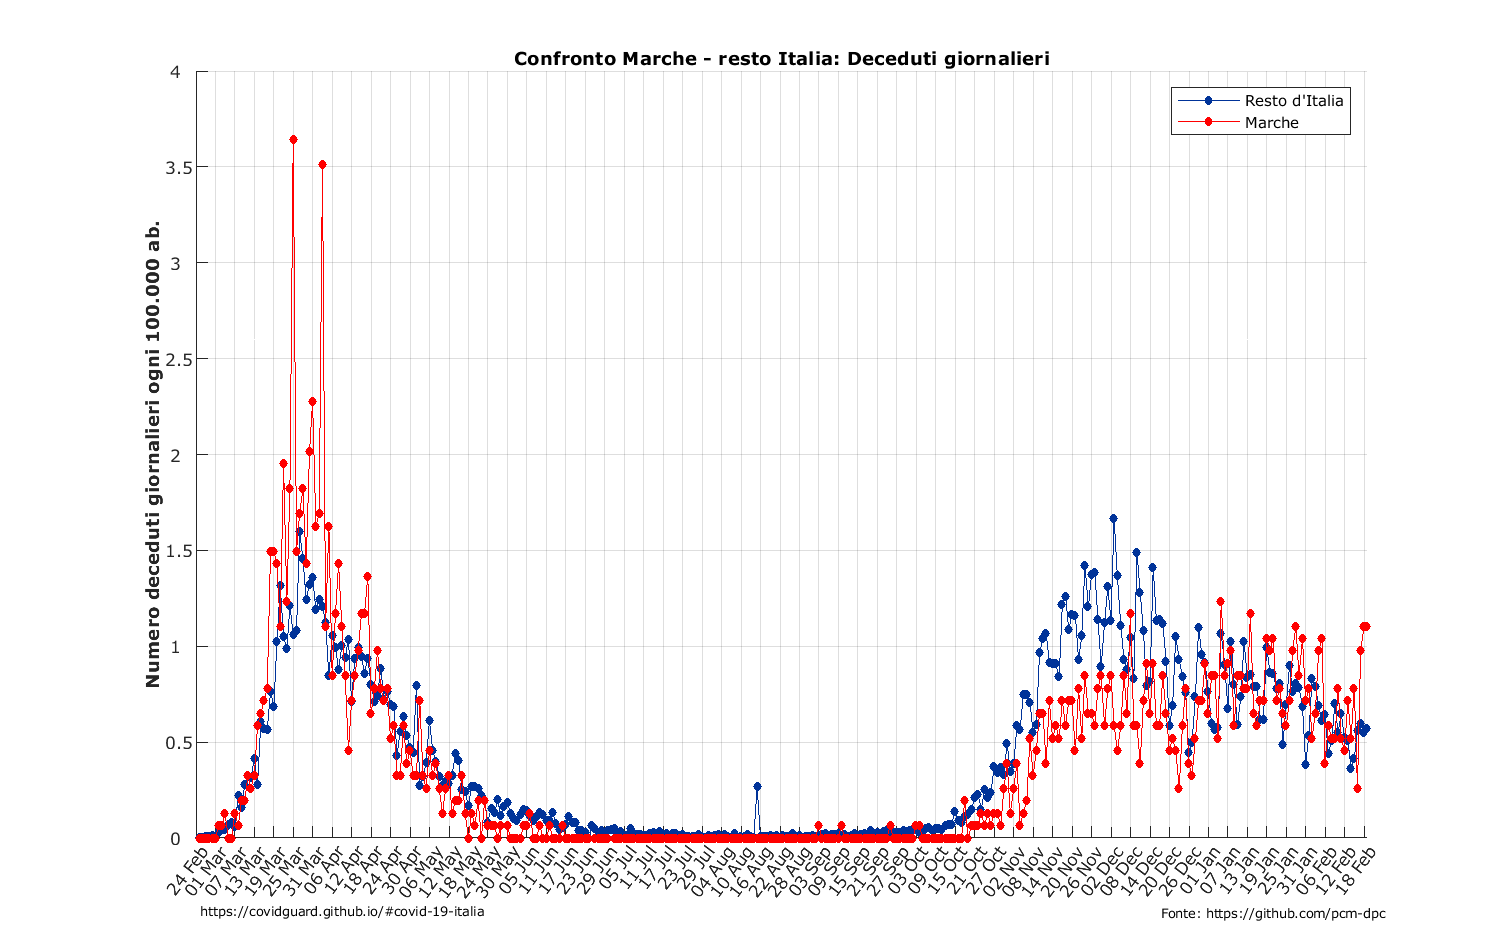 Confronto Marche - resto Italia: Deceduti giornalieri
Resto d'Italia
Marche
Numero deceduti giornalieri ogni 100.000 ab.
4
3.5
3
2.5
2
1.5
1
0.5
0
24 Feb
01 Mar
07 Mar
13 Mar
19 Mar
25 Mar
31 Mar
06 Apr
12 Apr
18 Apr
24 Apr
30 Apr
06 May
12 May
18 May
24 May
30 May
05 Jun
11 Jun
17 Jun
23 Jun
29 Jun
05 Jul
11 Jul
17 Jul
23 Jul
29 Jul
04 Aug
10 Aug
16 Aug
22 Aug
28 Aug
03 Sep
09 Sep
15 Sep
21 Sep
27 Sep
03 Oct
09 Oct
15 Oct
21 Oct
27 Oct
02 Nov
08 Nov
14 Nov
20 Nov
26 Nov
02 Dec
08 Dec
14 Dec
20 Dec
26 Dec
01 Jan
07 Jan
13 Jan
19 Jan
25 Jan
31 Jan
06 Feb
12 Feb
18 Feb
https://covidguard.github.io/#covid-19-italia
Fonte: https://github.com/pcm-dpc